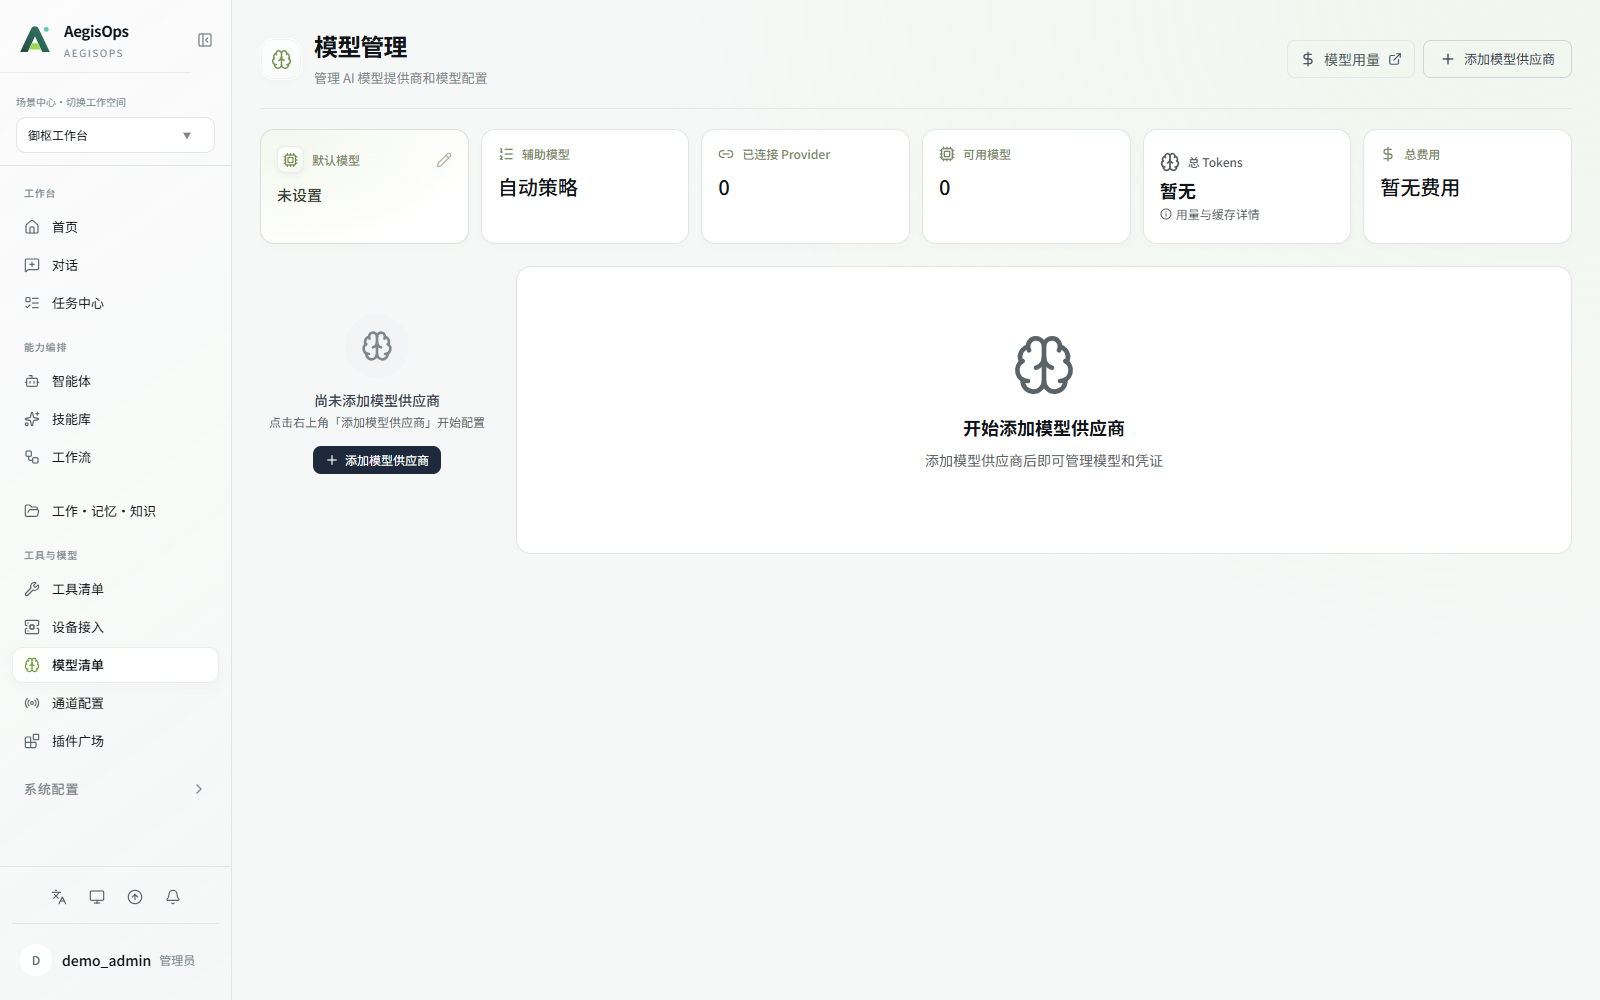 AegisOps
AEGISOPS
场景中心・切换工作空间
御枢工作台
工作台
首页
对话
任务中心
能力编排
智能体
技能库
工作流
工作・记忆・知识
工具与模型
工具清单
设备接入
模型清单
通道配置
插件广场
系统配置
D
demo_admin 管理员
模型管理
管理 AI 模型提供商和模型配置
模型用量
添加模型供应商
默认模型
未设置
辅助模型
自动策略
已连接 Provider
0
可用模型
0
总 Tokens
暂无
用量与缓存详情
总费用
暂无费用
尚未添加模型供应商
点击右上角「添加模型供应商」开始配置
添加模型供应商
开始添加模型供应商
添加模型供应商后即可管理模型和凭证